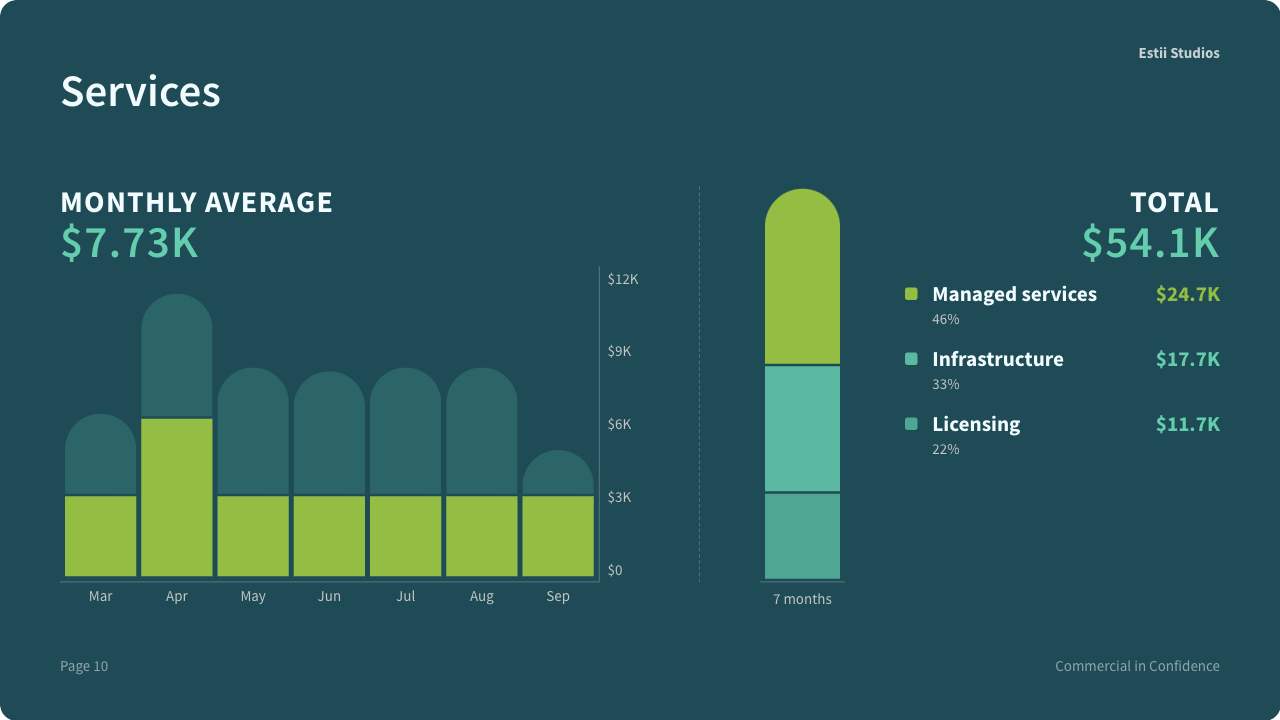 Estii Studios
Services
MONTHLY AVERAGE
$7.73K
$12K
$9K
$6K
$3K
$0
Mar Apr May Jun Jul Aug Sep
7 months
TOTAL
$54.1K
Managed services $24.7K
46%
Infrastructure $17.7K
33%
Licensing $11.7K
22%
Page 10
Commercial in Confidence